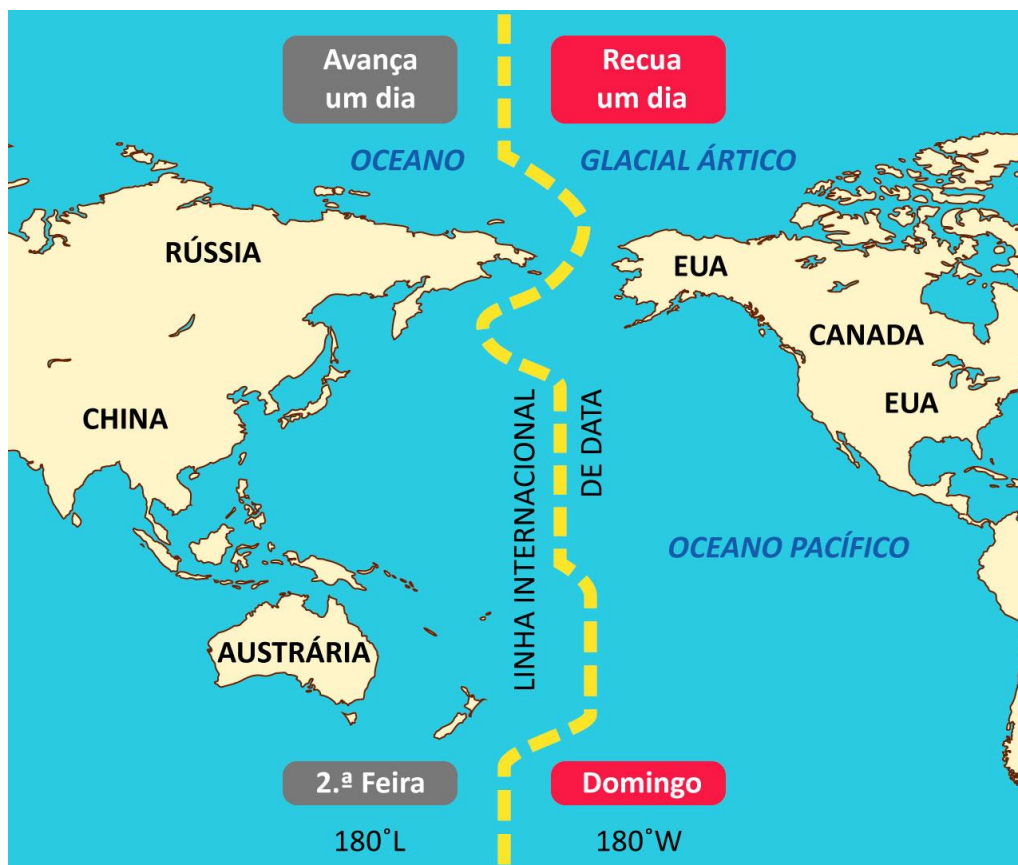 Avança
um dia
Recua
um dia
OCEANO GLACIAL ÁRTICO
RÚSSIA
EUA
CANADA
EUA
CHINA
LINHA INTERNACIONAL
DE DATA
OCEANO PACÍFICO
AUSTRÁRIA
2.ª Feira
Domingo
180°L
180°W